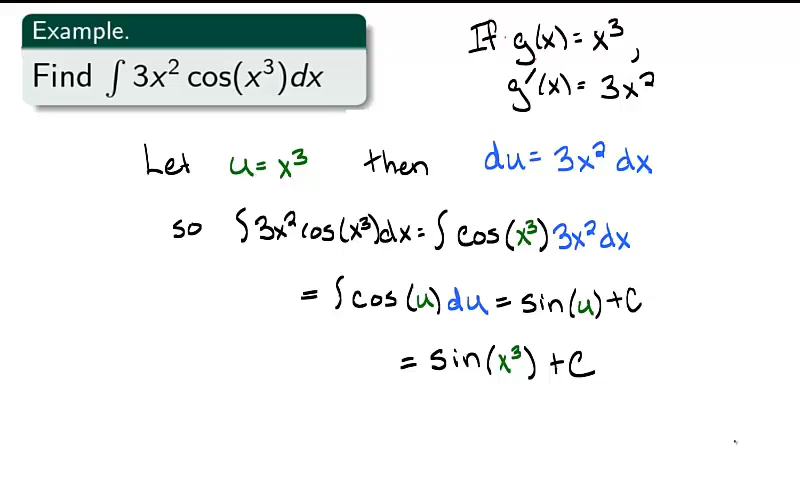 Example.
Find ∫ 3x² cos(x³)dx
If g(x) = x³,
g′(x) = 3x²
Let u = x³ then du = 3x² dx
so ∫ 3x² cos(x³)dx = ∫ cos(x³) 3x² dx
= ∫ cos(u) du = sin(u) + C
= sin(x³) + C